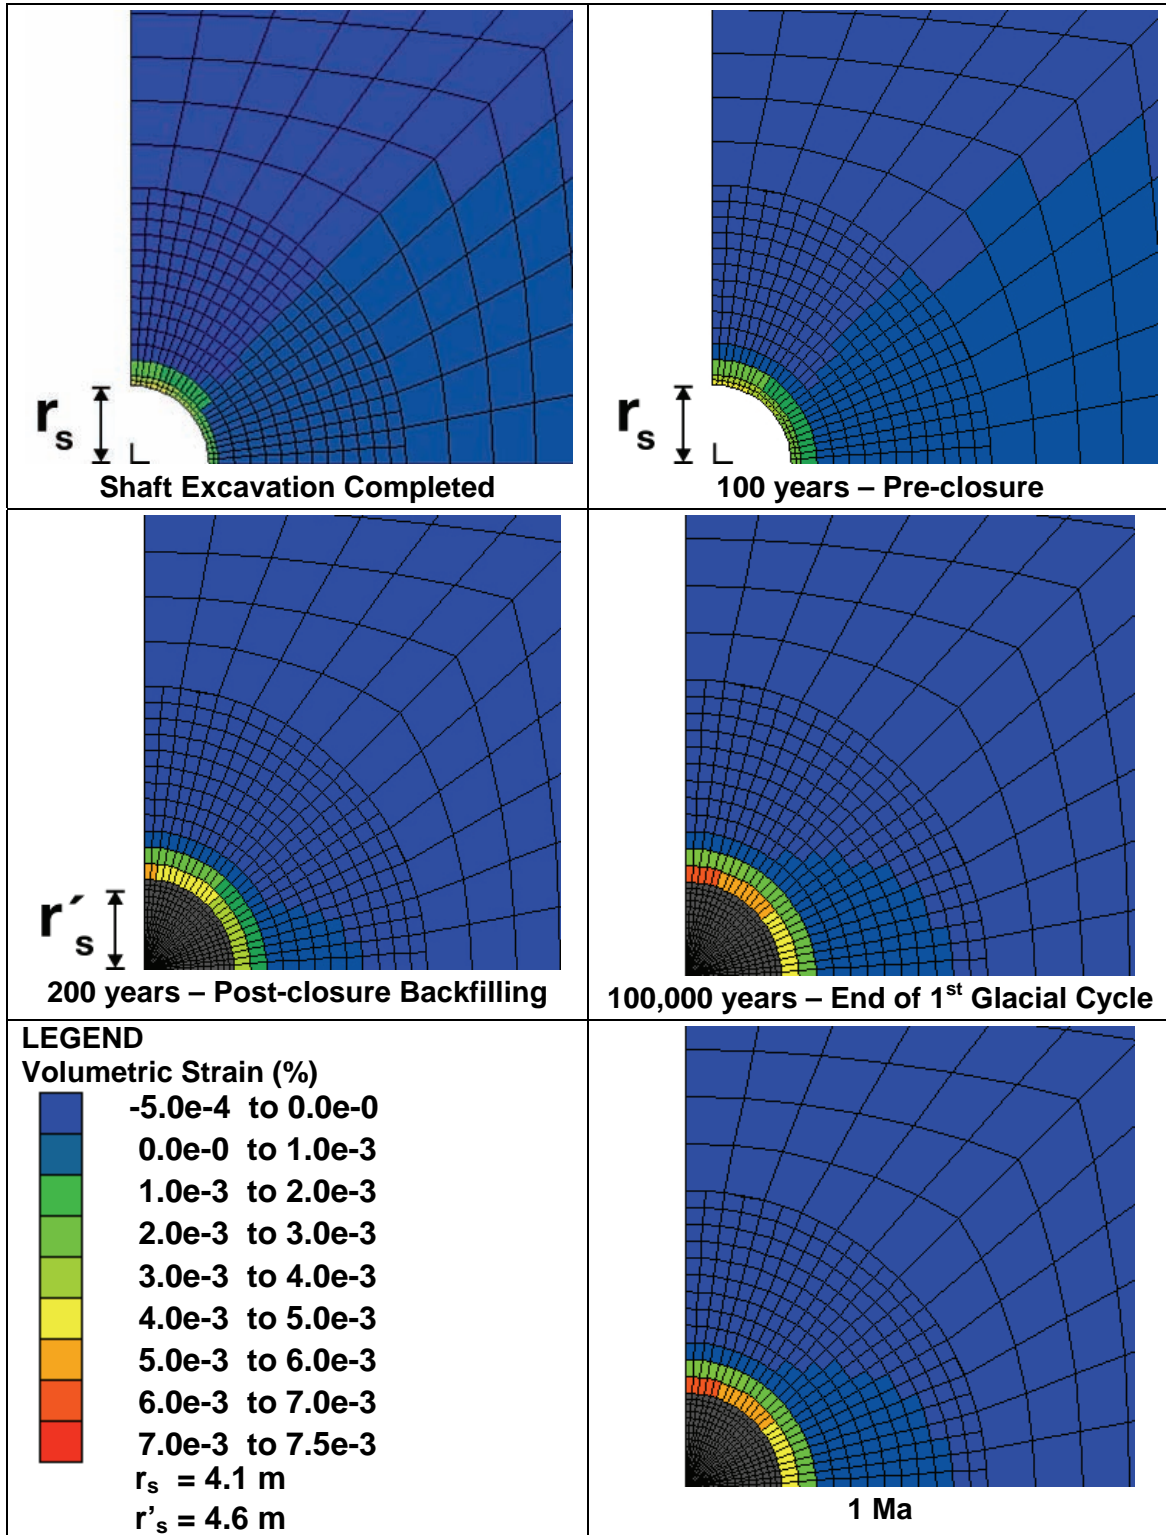 r_s
Shaft Excavation Completed
r_s
100 years – Pre-closure
r´_s
200 years – Post-closure Backfilling
100,000 years – End of 1st Glacial Cycle
LEGEND
Volumetric Strain (%)
-5.0e-4 to 0.0e-0
0.0e-0 to 1.0e-3
1.0e-3 to 2.0e-3
2.0e-3 to 3.0e-3
3.0e-3 to 4.0e-3
4.0e-3 to 5.0e-3
5.0e-3 to 6.0e-3
6.0e-3 to 7.0e-3
7.0e-3 to 7.5e-3
r_s = 4.1 m
r'_s = 4.6 m
1 Ma